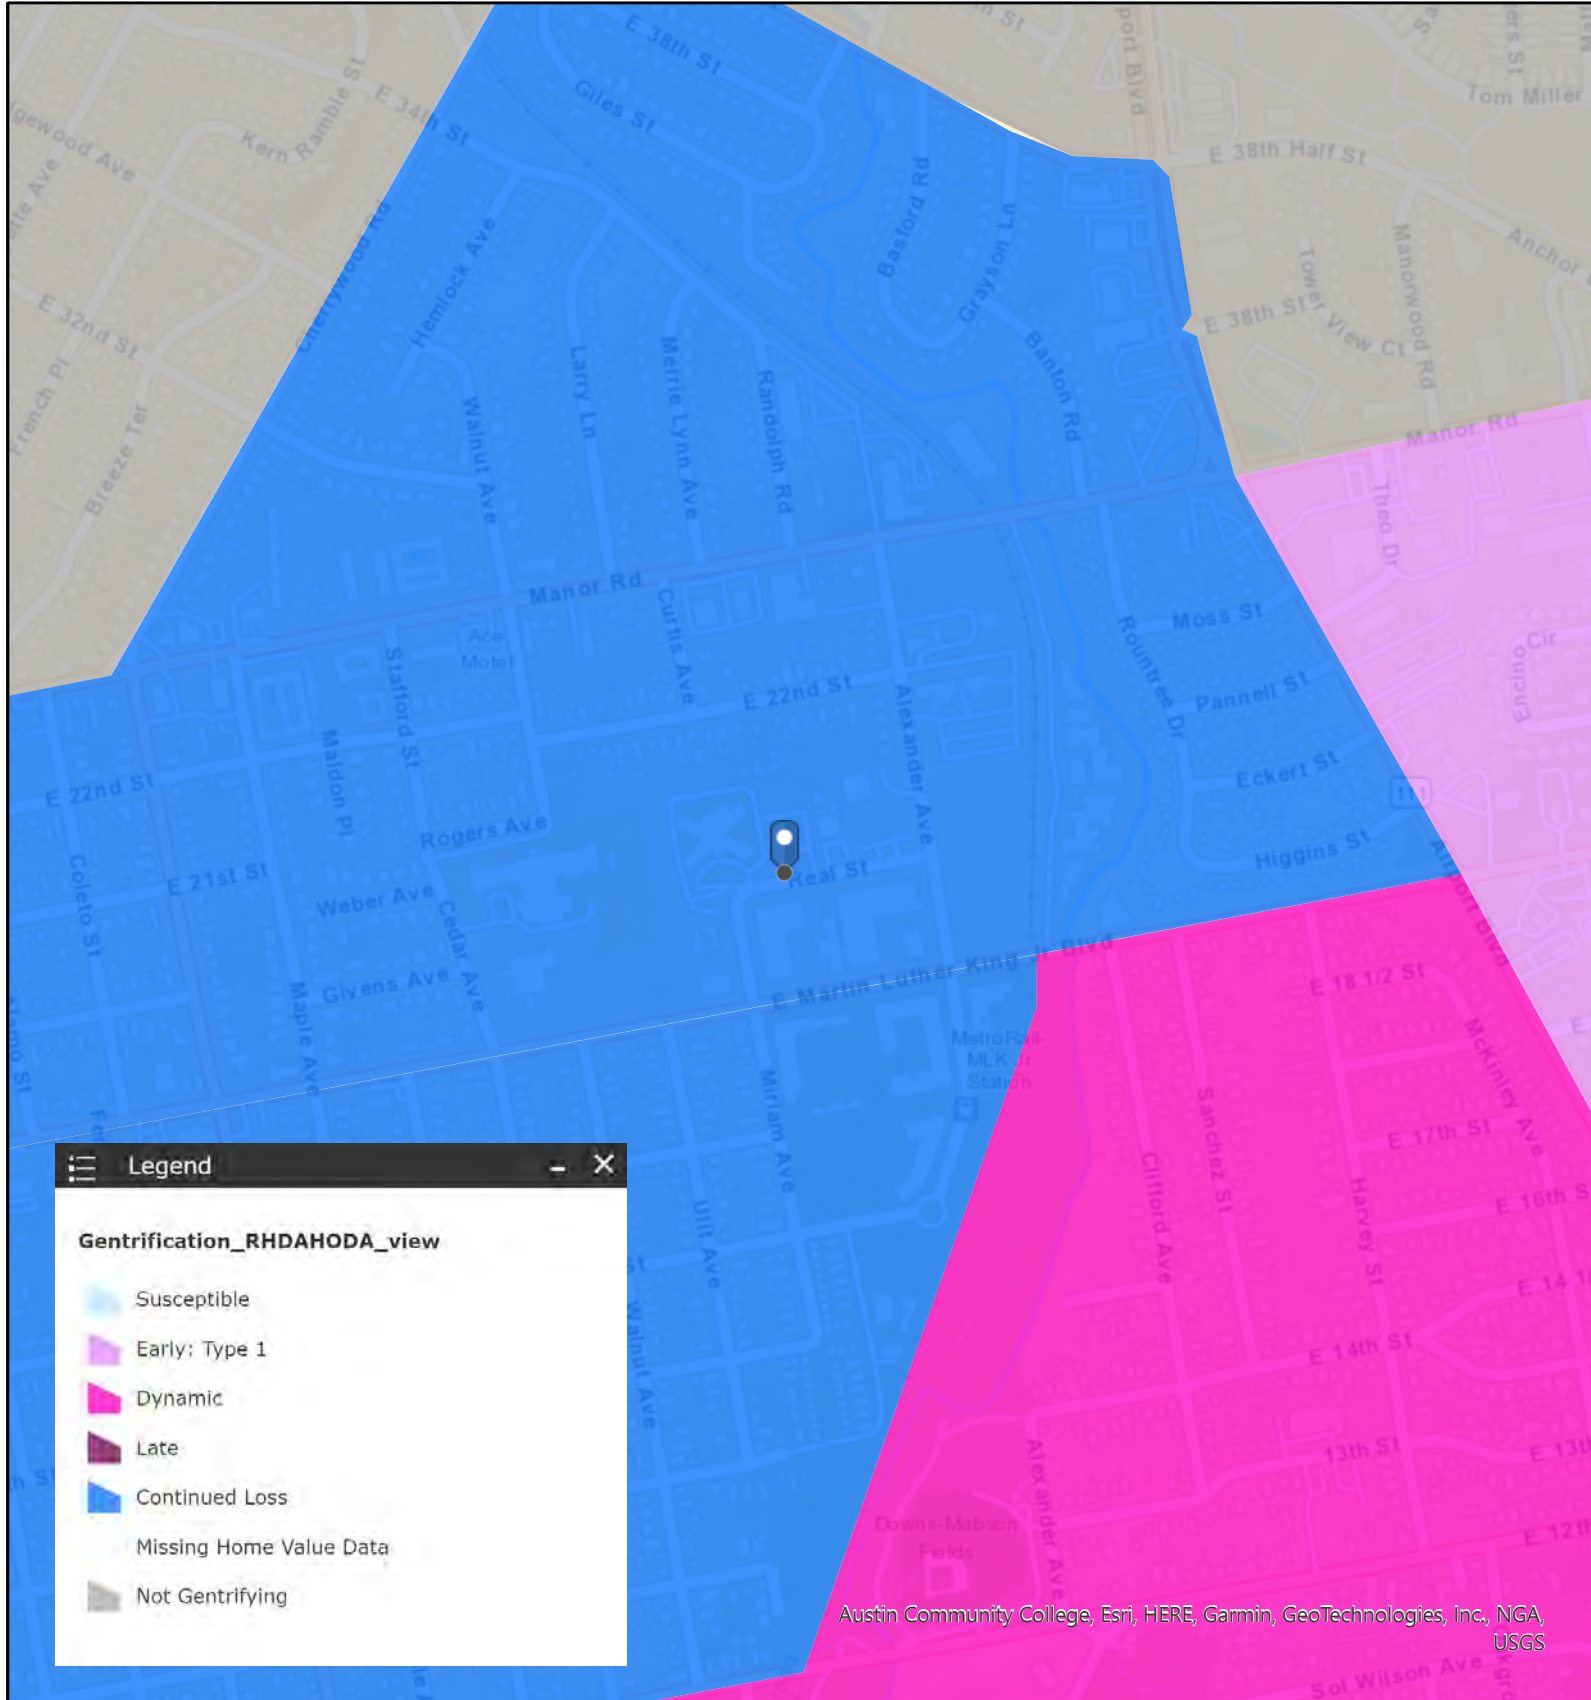 E 38th St
Giles St
E 34th St
Kern Ramble St
Tom Miller
E 38th Half St
Basford Rd
Grayson Ln
Manorwood Rd
Anchor
Tower View Ct
E 38th St
Cherrywood Rd
Hemlock Ave
E 32nd St
French Pl
Breeze Ter
Larry Ln
Merrie Lynn Ave
Randolph Rd
Banton Rd
Walnut Ave
Manor Rd
Theo Dr
Manor Rd
Curtis Ave
Ace
Motel
Stafford St
Moss St
Rountree Dr
Encino Cir
E 22nd St
Pannell St
Alexander Ave
Maldon Pl
E 22nd St
Eckert St
111
Rogers Ave
Higgins St
Airport Blvd
Real St
E 21st St
Weber Ave
Coleto St
Cedar Ave
Givens Ave
Maple Ave
E Martin Luther King Jr Blvd
E 18 1/2 St
MetroRail-
MLK Jr
Station
McKinley Ave
Miriam Ave
Sanchez St
E 17th St
Clifford Ave
Harvey St
E 16th S
Ulit Ave
E 14 1/
E 14th St
Walnut Ave
13th St
E 13th
Alexander Ave
E 12th
Downs-Mabson
Fields
Sol Wilson Ave
Legend
Gentrification_RHDAHODA_view
Susceptible
Early: Type 1
Dynamic
Late
Continued Loss
Missing Home Value Data
Not Gentrifying
Austin Community College, Esri, HERE, Garmin, GeoTechnologies, Inc., NGA,
USGS